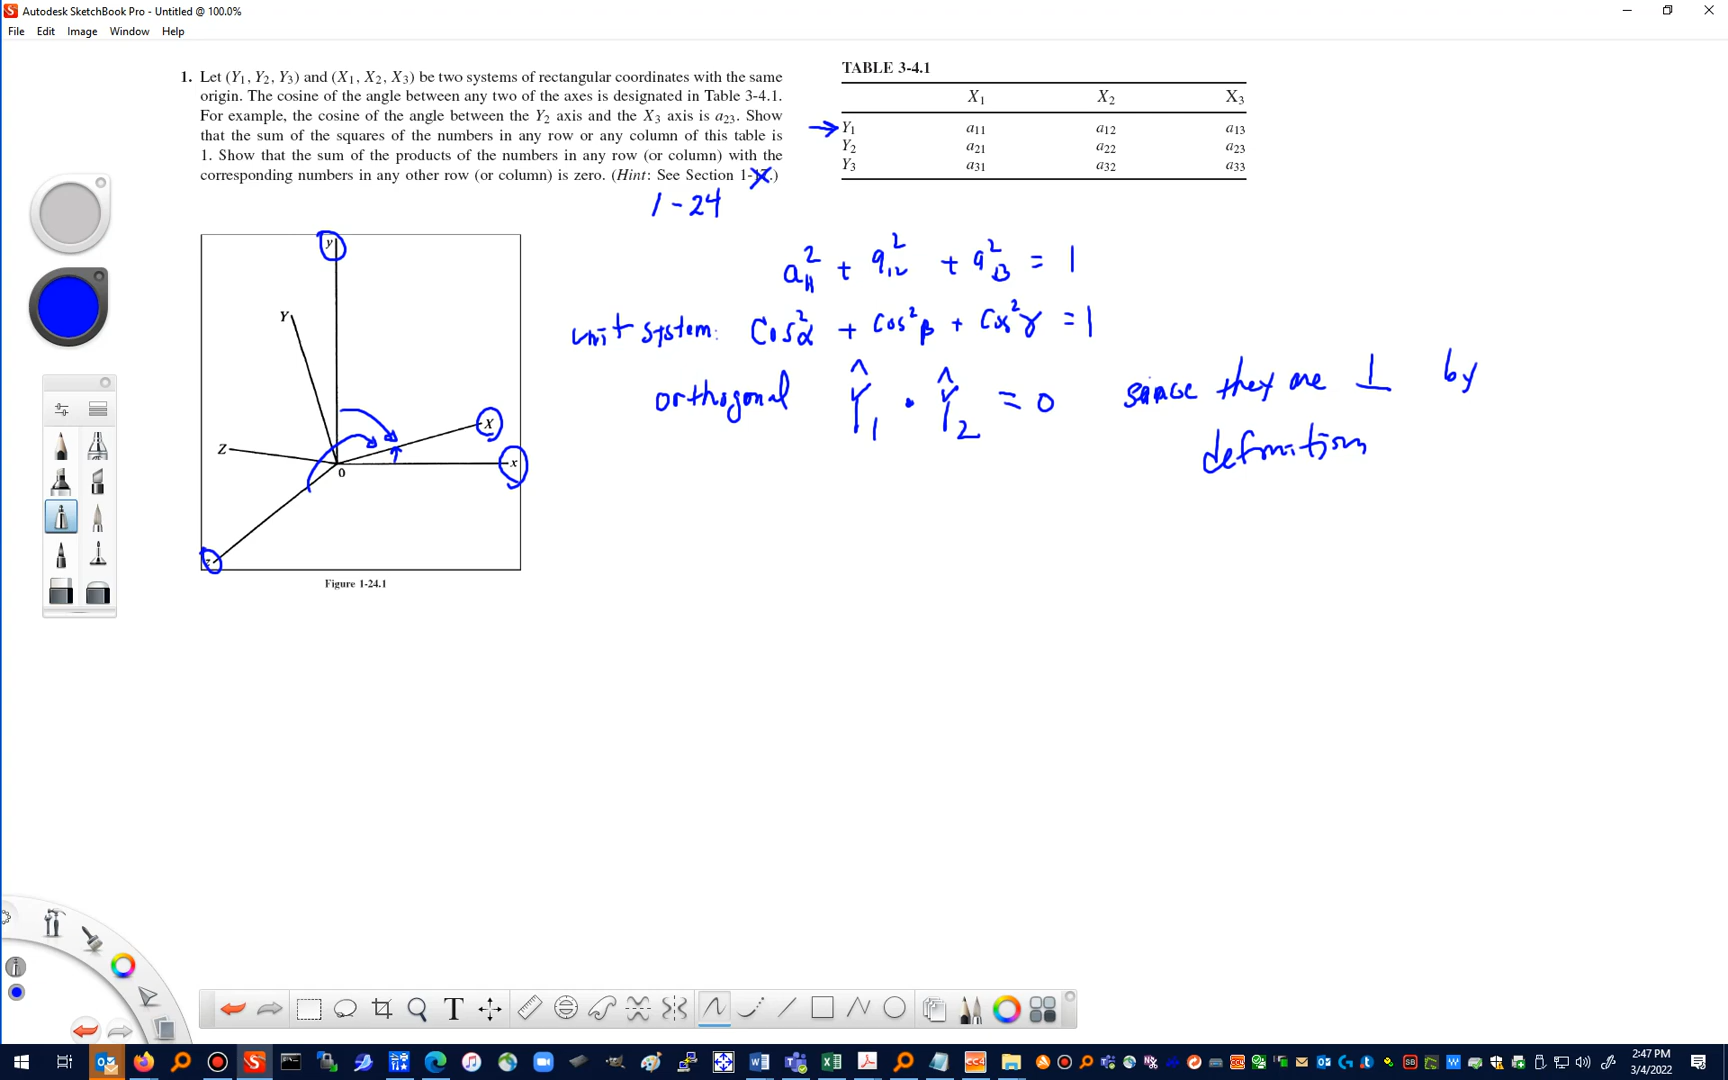 Autodesk SketchBook Pro - Untitled @ 100.0%
File Edit Image Window Help
1. Let (Y1, Y2, Y3) and (X1, X2, X3) be two systems of rectangular coordinates with the same
origin. The cosine of the angle between any two of the axes is designated in Table 3-4.1.
For example, the cosine of the angle between the Y2 axis and the X3 axis is a23. Show
that the sum of the squares of the numbers in any row or any column of this table is
1. Show that the sum of the products of the numbers in any row (or column) with the
corresponding numbers in any other row (or column) is zero. (Hint: See Section 1-
.)
1-24
TABLE 3-4.1
X1 X2 X3
Y1 a11 a12 a13
Y2 a21 a22 a23
Y3 a31 a32 a33
y
Y
X
Z
x
0
Figure 1-24.1
a11² + a12² + a13² = 1
unit system: Cos²α + Cos²β + Cos²γ = 1
orthogonal Ŷ1 · Ŷ2 = 0 since they are ⊥ by
definition
T
2:47 PM
3/4/2022